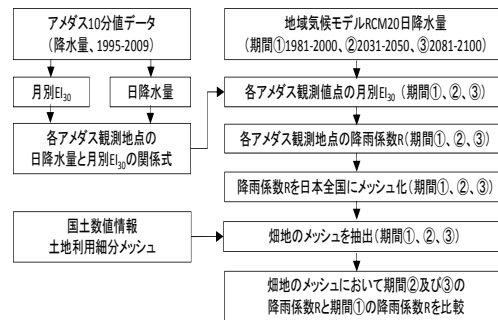 アメダス10分値データ
(降水量、1995-2009)
月別EI30
日降水量
各アメダス観測地点の
日降水量と月別EI30の関係式
国土数値情報
土地利用細分メッシュ
地域気候モデルRCM20日降水量
(期間①1981-2000、②2031-2050、③2081-2100)
各アメダス観測値点の月別EI30 (期間①、②、③)
各アメダス観測地点の降雨係数R(期間①、②、③)
降雨係数Rを日本全国にメッシュ化(期間①、②、③)
畑地のメッシュを抽出(期間①、②、③)
畑地のメッシュにおいて期間②及び③の
降雨係数Rと期間①の降雨係数Rを比較